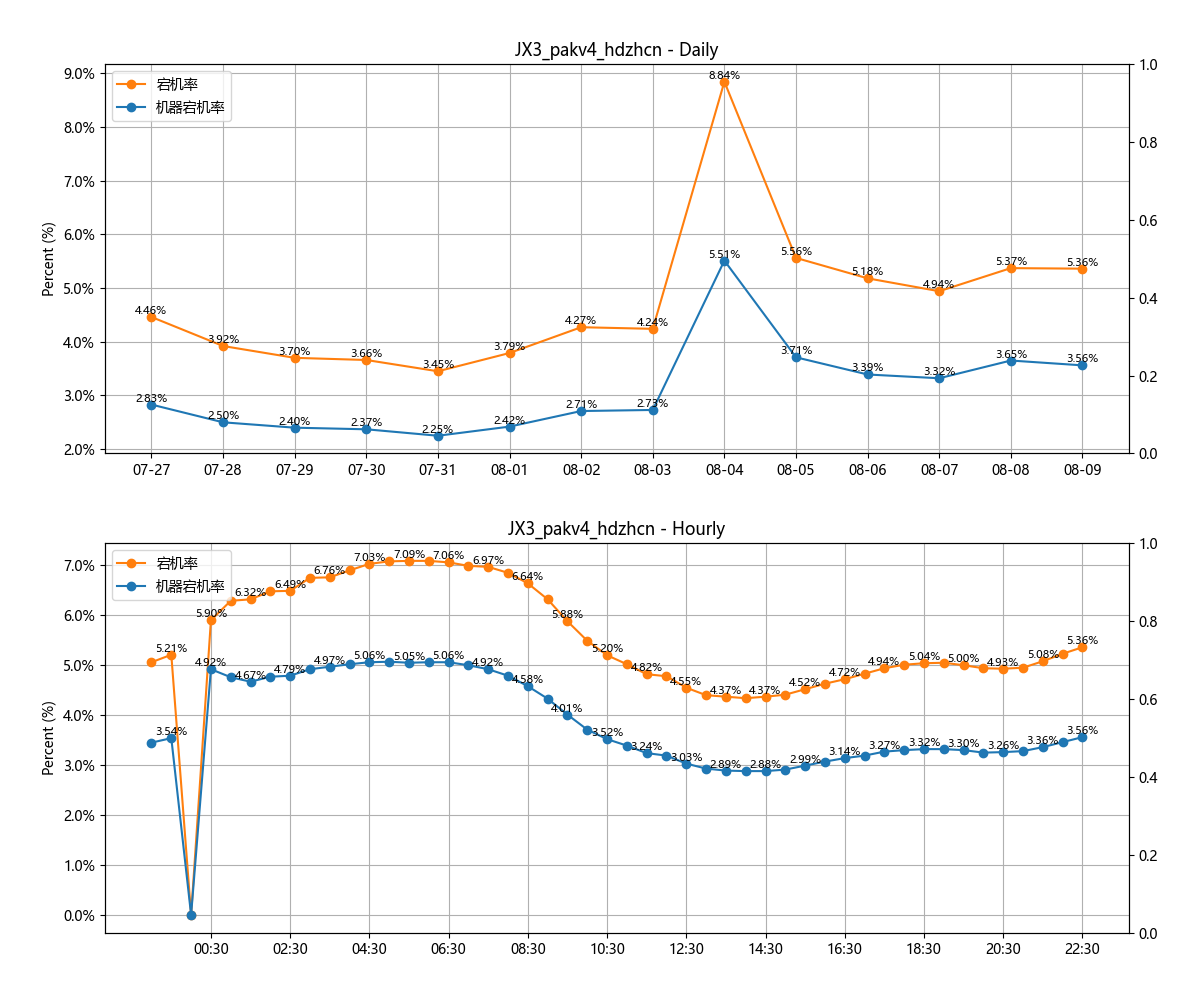 JX3_pakv4_hdzhcn - Daily
宕机率
机器宕机率
Percent (%)
9.0%
8.0%
7.0%
6.0%
5.0%
4.0%
3.0%
2.0%
1.0
0.8
0.6
0.4
0.2
0.0
4.46% 3.92% 3.70% 3.66% 3.45% 3.79% 4.27% 4.24% 8.84% 5.56% 5.18% 4.94% 5.37% 5.36%
2.83% 2.50% 2.40% 2.37% 2.25% 2.42% 2.71% 2.73% 5.51% 3.71% 3.39% 3.32% 3.65% 3.56%
07-27 07-28 07-29 07-30 07-31 08-01 08-02 08-03 08-04 08-05 08-06 08-07 08-08 08-09
JX3_pakv4_hdzhcn - Hourly
宕机率
机器宕机率
Percent (%)
7.0%
6.0%
5.0%
4.0%
3.0%
2.0%
1.0%
0.0%
1.0
0.8
0.6
0.4
0.2
0.0
5.21% 5.90% 6.32% 6.49% 6.76% 7.03% 7.09% 7.06% 6.97% 6.64% 5.88% 5.20% 4.82% 4.55% 4.37% 4.37% 4.52% 4.72% 4.94% 5.04% 5.00% 4.93% 5.08% 5.36%
3.54% 4.92% 4.67% 4.79% 4.97% 5.06% 5.05% 5.06% 4.92% 4.58% 4.01% 3.52% 3.24% 3.03% 2.89% 2.88% 2.99% 3.14% 3.27% 3.32% 3.30% 3.26% 3.36% 3.56%
00:30 02:30 04:30 06:30 08:30 10:30 12:30 14:30 16:30 18:30 20:30 22:30